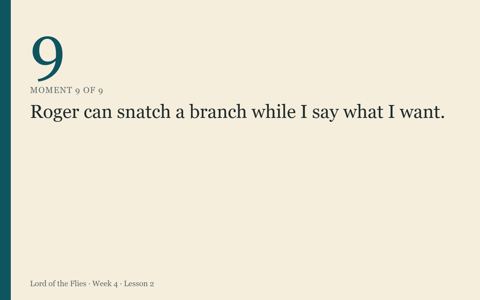 9
MOMENT 9 OF 9
Roger can snatch a branch while I say what I want.
Lord of the Flies · Week 4 · Lesson 2